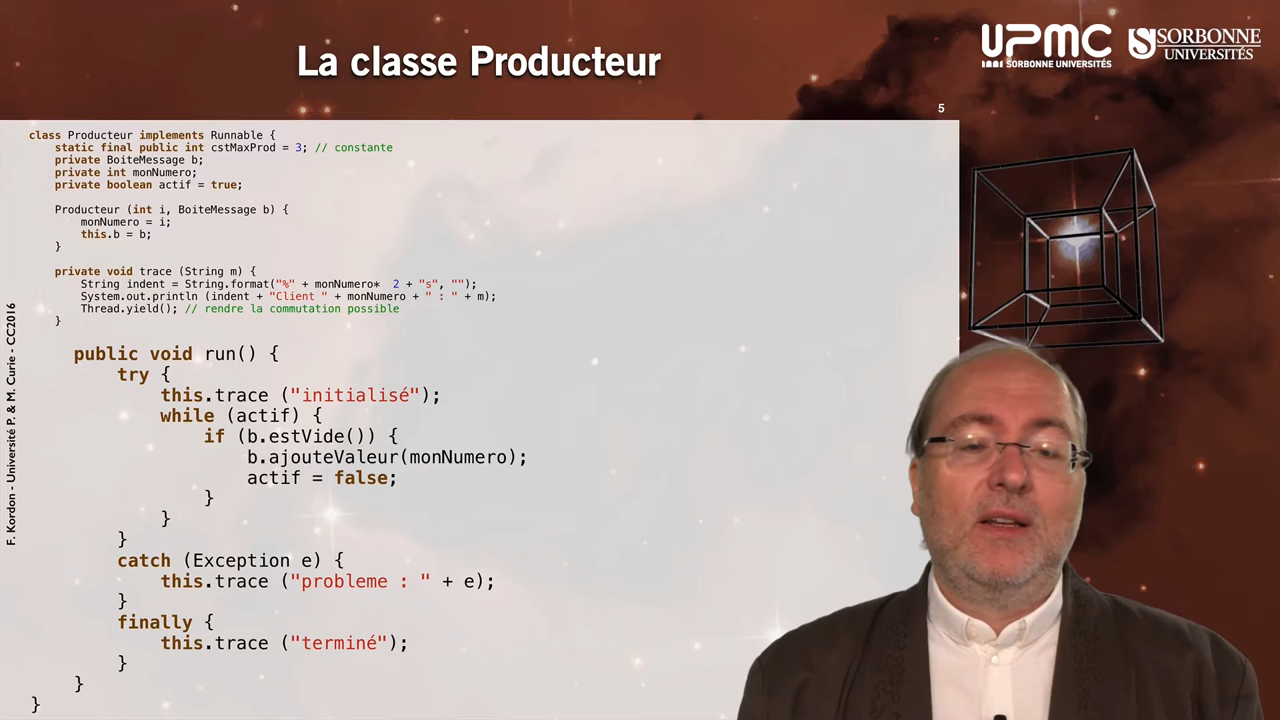 La classe Producteur
UPMC
SORBONNE UNIVERSITÉS
SORBONNE
UNIVERSITÉS
5
class Producteur implements Runnable {
static final public int cstMaxProd = 3; // constante
private BoiteMessage b;
private int monNumero;
private boolean actif = true;
Producteur (int i, BoiteMessage b) {
monNumero = i;
this.b = b;
}
private void trace (String m) {
String indent = String.format("%" + monNumero*  2 + "s", "");
System.out.println (indent + "Client " + monNumero + " : " + m);
Thread.yield(); // rendre la commutation possible
}
public void run() {
try {
this.trace ("initialisé");
while (actif) {
if (b.estVide()) {
b.ajouteValeur(monNumero);
actif = false;
}
}
}
catch (Exception e) {
this.trace ("probleme : " + e);
}
finally {
this.trace ("terminé");
}
}
}
F. Kordon - Université P. & M. Curie - CC2016